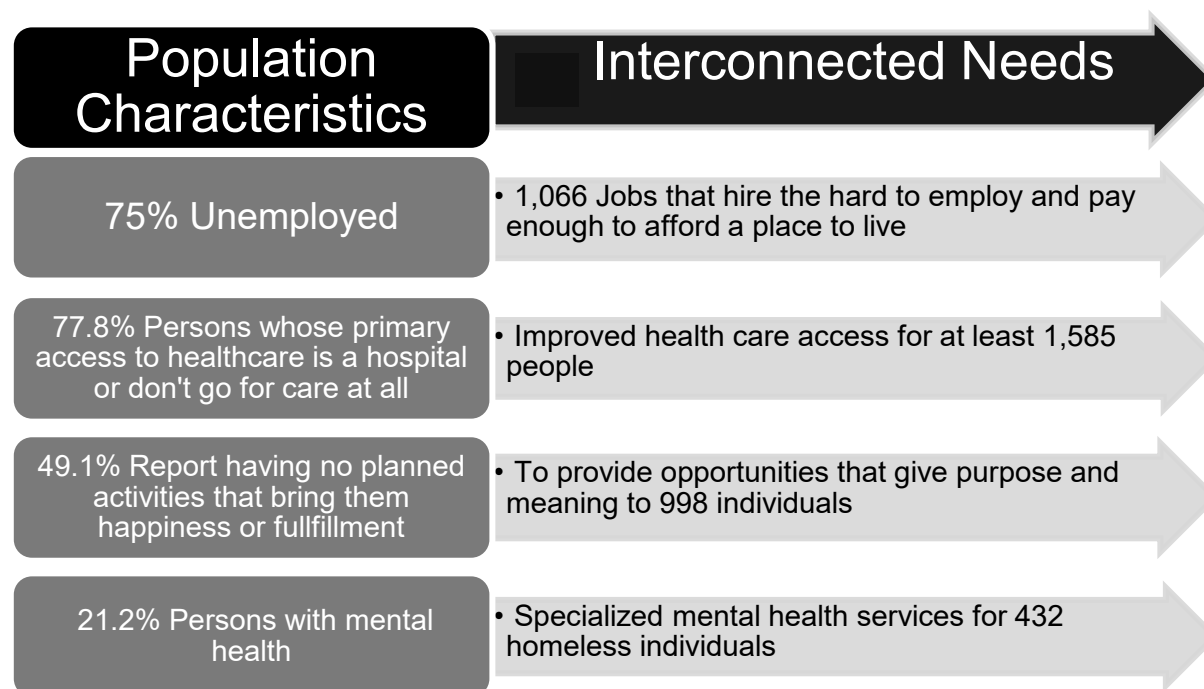 Population
Characteristics
Interconnected Needs
75% Unemployed
• 1,066 Jobs that hire the hard to employ and pay
enough to afford a place to live
77.8% Persons whose primary
access to healthcare is a hospital
or don't go for care at all
• Improved health care access for at least 1,585
people
49.1% Report having no planned
activities that bring them
happiness or fullfillment
• To provide opportunities that give purpose and
meaning to 998 individuals
21.2% Persons with mental
health
• Specialized mental health services for 432
homeless individuals